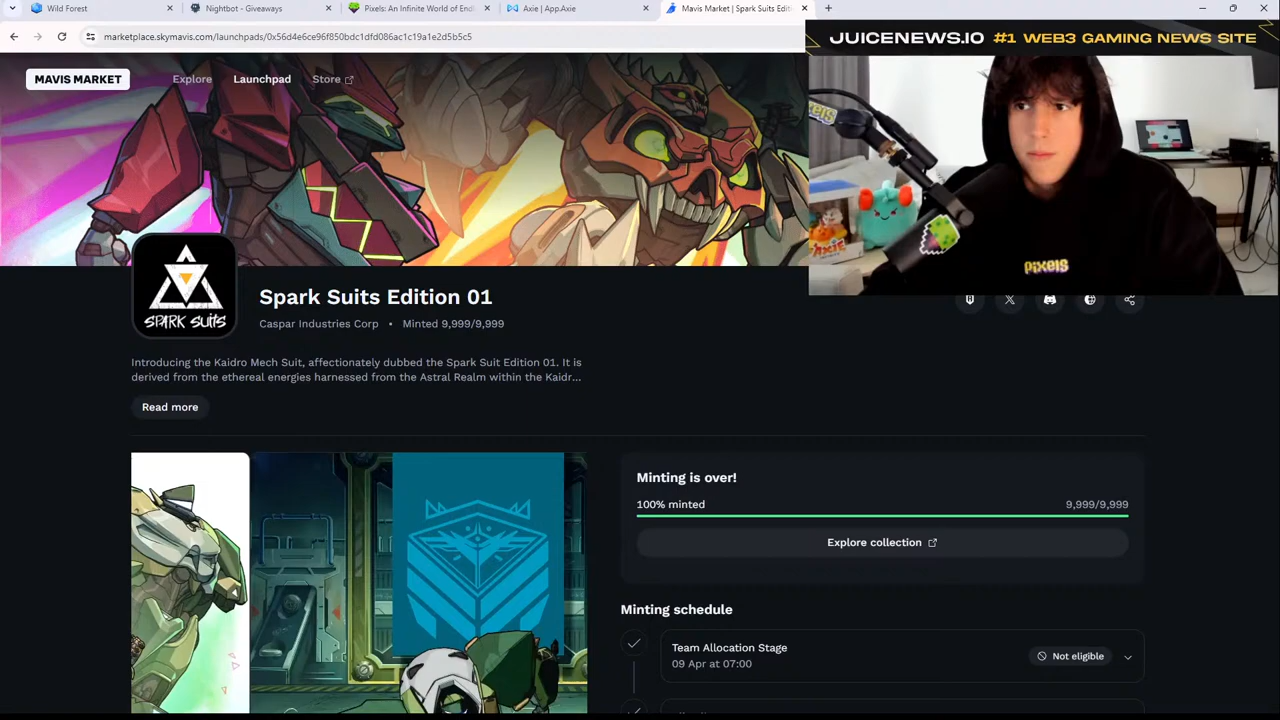 Wild Forest
Nightbot - Giveaways
Pixels: An Infinite World of Endl
Axie | App.Axie
Mavis Market | Spark Suits Editi
marketplace.skymavis.com/launchpads/0x56d4e6ce96f850bdc1dfd086ac1c19a1e2d5b5c5
JUICENEWS.IO #1 WEB3 GAMING NEWS SITE
MAVIS MARKET
Explore
Launchpad
Store
pixels
SPARK SUITS
Spark Suits Edition 01
Caspar Industries Corp • Minted 9,999/9,999
Introducing the Kaidro Mech Suit, affectionately dubbed the Spark Suit Edition 01. It is
derived from the ethereal energies harnessed from the Astral Realm within the Kaidr...
Read more
Minting is over!
100% minted
9,999/9,999
Explore collection
Minting schedule
Team Allocation Stage
09 Apr at 07:00
Not eligible